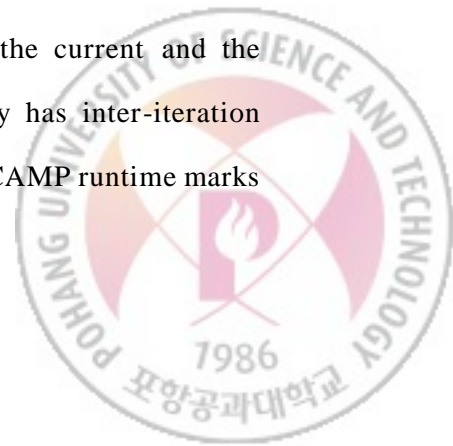 the current and the
y has inter-iteration
CAMP runtime marks
POHANG UNIVERSITY OF SCIENCE AND TECHNOLOGY
1986
포항공과대학교